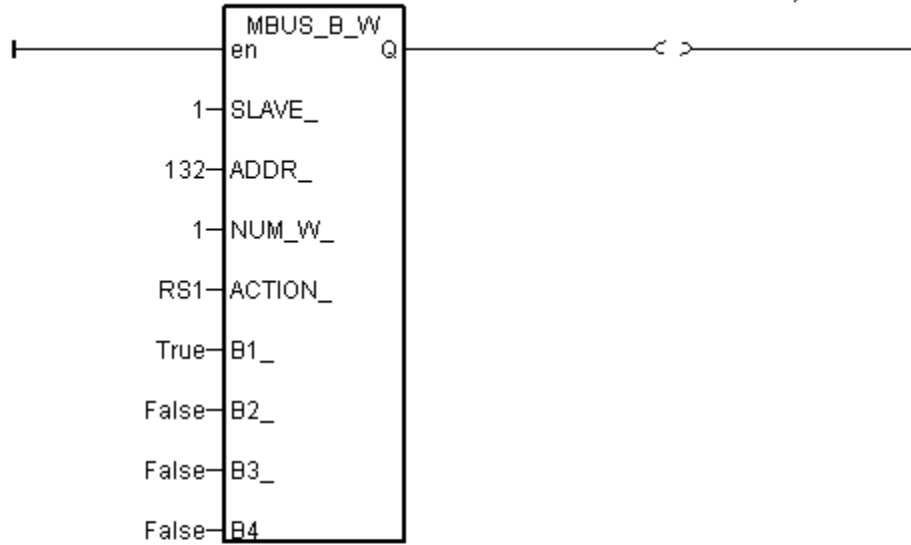 MBUS_B_W
en Q
1 SLAVE_
132 ADDR_
1 NUM_W_
RS1 ACTION_
True B1_
False B2_
False B3_
False B4